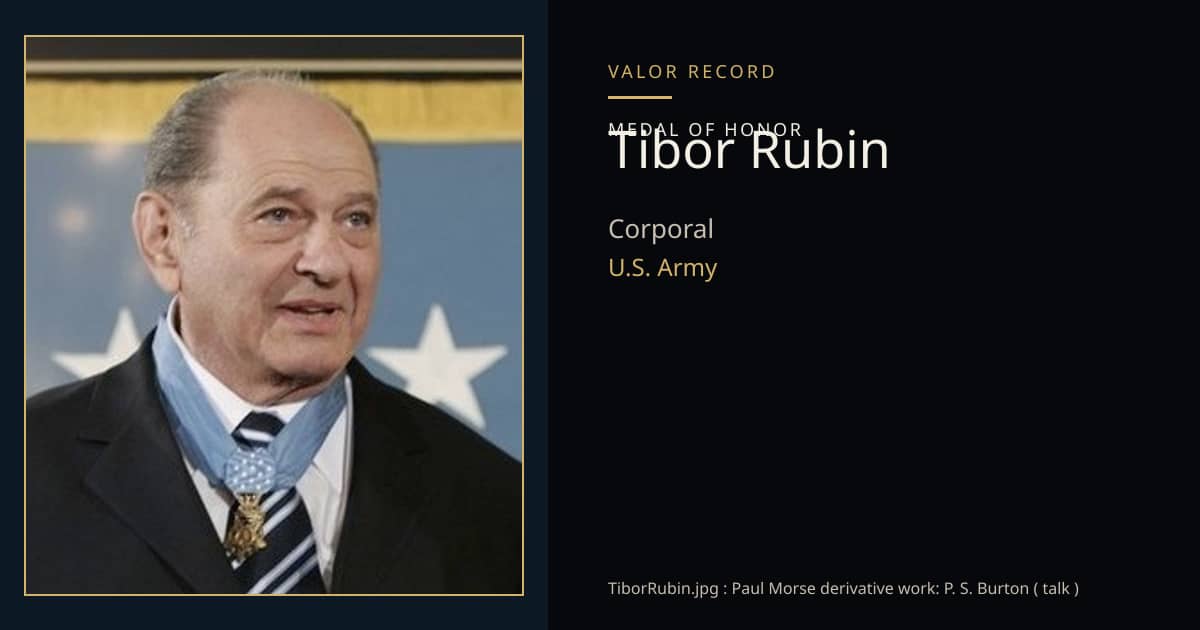 VALOR RECORD
MEDAL OF HONOR
Tibor Rubin
Corporal
U.S. Army
TiborRubin.jpg : Paul Morse derivative work: P. S. Burton ( talk )